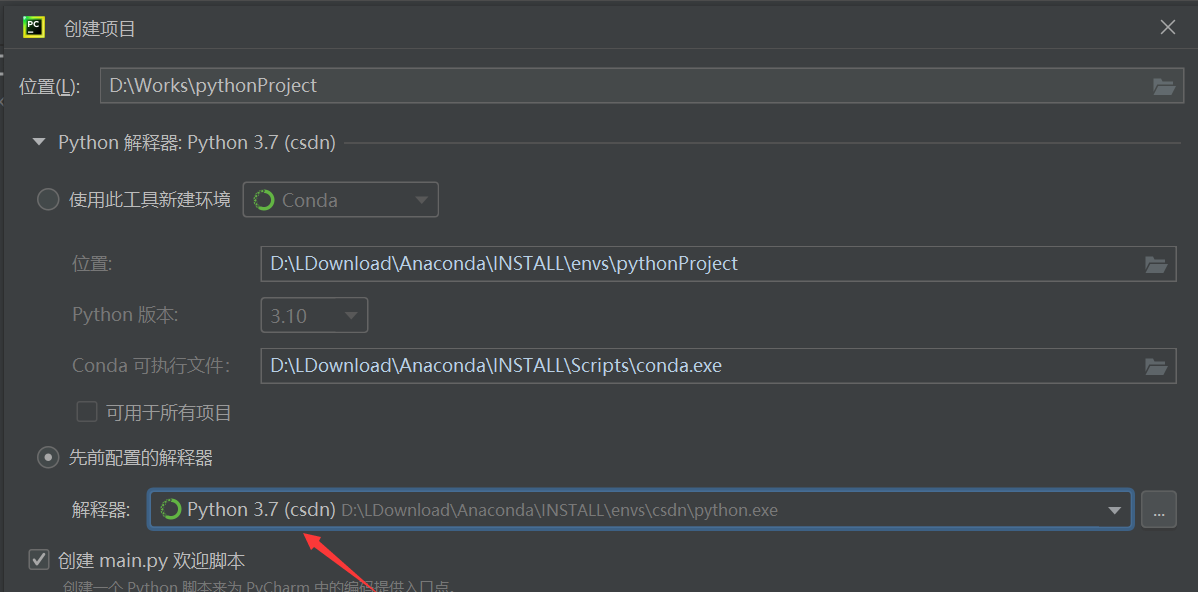 PC 创建项目
位置(L): D:\Works\pythonProject
Python 解释器: Python 3.7 (csdn)
使用此工具新建环境 Conda
位置: D:\LDownload\Anaconda\INSTALL\envs\pythonProject
Python 版本: 3.10
Conda 可执行文件: D:\LDownload\Anaconda\INSTALL\Scripts\conda.exe
可用于所有项目
先前配置的解释器
解释器: Python 3.7 (csdn) D:\LDownload\Anaconda\INSTALL\envs\csdn\python.exe ...
创建 main.py 欢迎脚本
创建一个 Python 脚本来为 PyCharm 中的编码提供入口点。